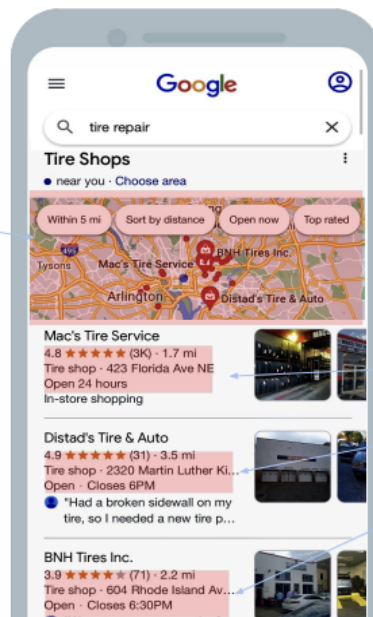 Google
tire repair
Tire Shops
near you · Choose area
Within 5 mi
Sort by distance
Open now
Top rated
495
BNH Tires Inc.
Tysons
Mac's Tire Service
Arlington
Distad's Tire & Auto
Mac's Tire Service
4.8 ★★★★★ (3K) · 1.7 mi
Tire shop · 423 Florida Ave NE
Open 24 hours
In-store shopping
Distad's Tire & Auto
4.9 ★★★★★ (31) · 3.5 mi
Tire shop · 2320 Martin Luther Ki...
Open · Closes 6PM
"Had a broken sidewall on my
tire, so I needed a new tire p...
BNH Tires Inc.
3.9 ★★★★★ (71) · 2.2 mi
Tire shop · 604 Rhode Island Av...
Open · Closes 6:30PM